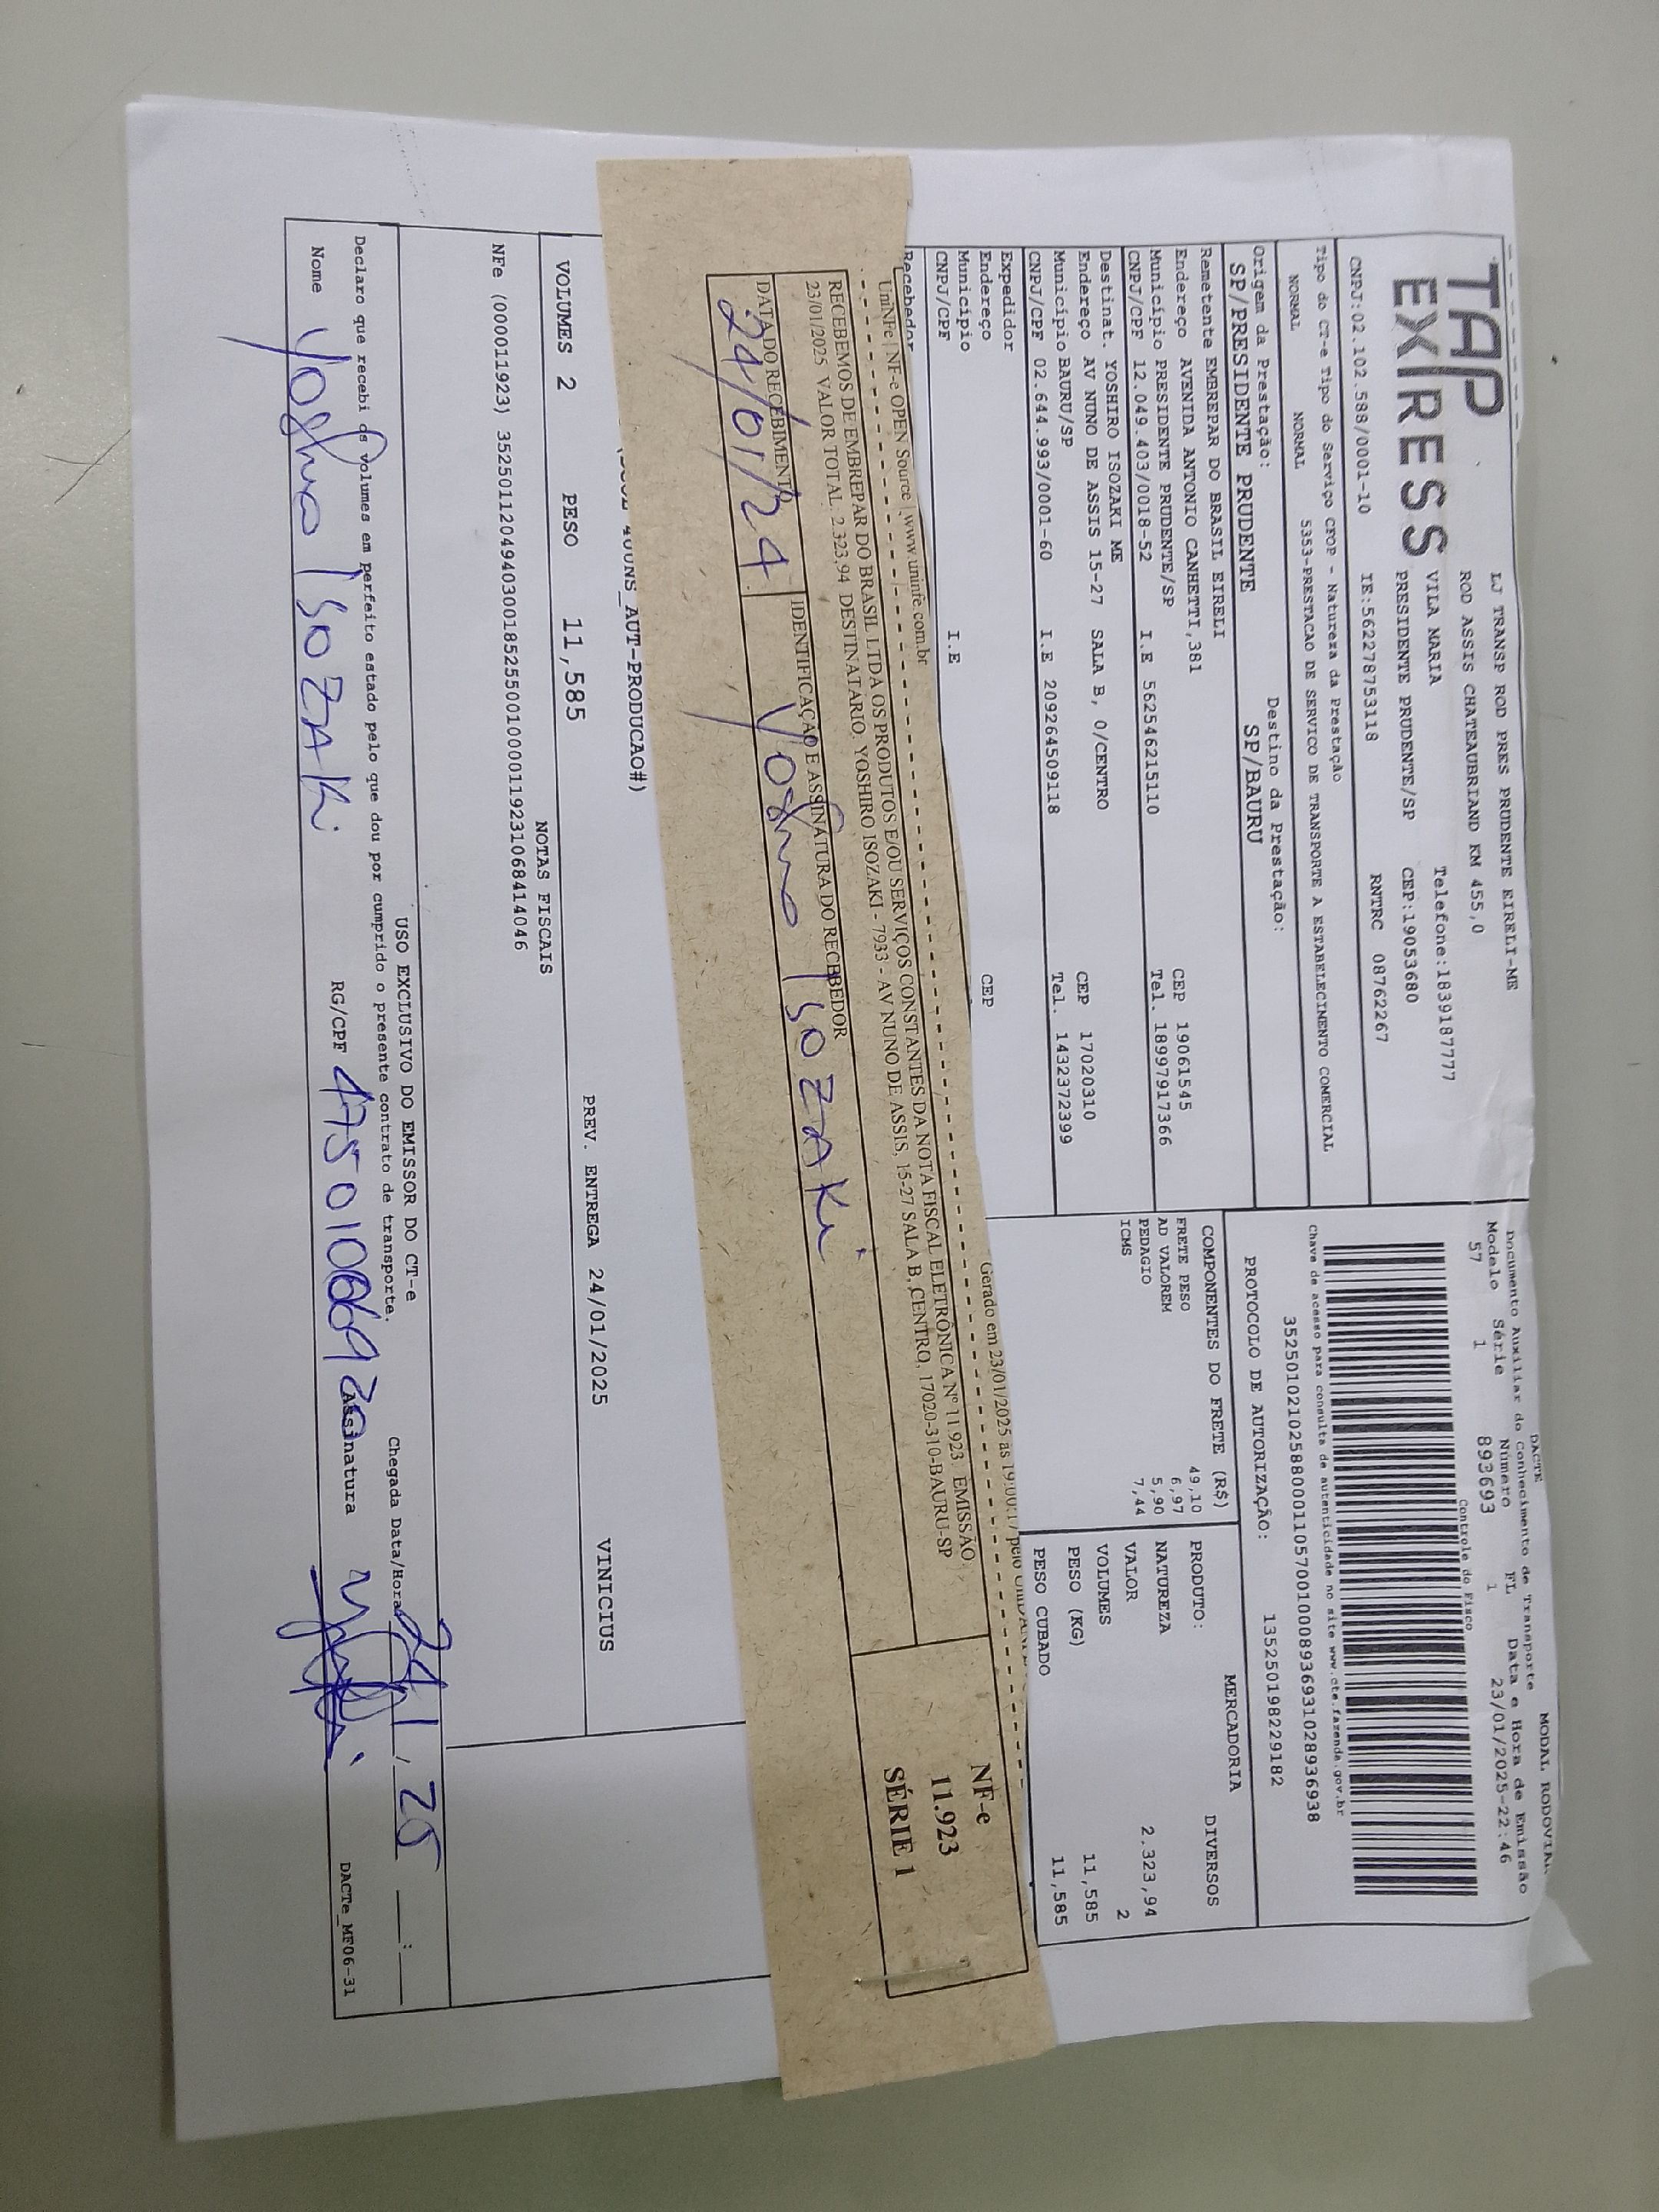 TAP
EXPRESS
LJ TRANSP ROD PRES PRUDENTE EIRELI-ME
ROD ASSIS CHATEAUBRIAND KM 455,0
VILA MARIA Telefone:1839187777
PRESIDENTE PRUDENTE/SP CEP:19053680
CNPJ:02.102.588/0001-10 IE:562278753118 RNTRC 08762267
Tipo do CT-e Tipo do Serviço CFOP - Natureza da Prestação
NORMAL NORMAL 5353-PRESTACAO DE SERVICO DE TRANSPORTE A ESTABELECIMENTO COMERCIAL
Origem da Prestação: Destino da Prestação:
SP/PRESIDENTE PRUDENTE SP/BAURU
Remetente EMBREPAR DO BRASIL EIRELI
Endereço AVENIDA ANTONIO CANHETTI,381 CEP 19061545
Município PRESIDENTE PRUDENTE/SP Tel. 18997917366
CNPJ/CPF 12.049.403/0018-52 I.E 562546215110
Destinat. YOSHIRO ISOZAKI ME
Endereço AV NUNO DE ASSIS 15-27 SALA B, 0/CENTRO CEP 17020310
Município BAURU/SP Tel. 1432372399
CNPJ/CPF 02.644.993/0001-60 I.E 209264509118
Expedidor
Endereço CEP
Município
CNPJ/CPF I.E
Recebedor
DACTE MODAL RODOVIA
Documento Auxiliar do Conhecimento de Transporte
Modelo Série Número FL Data e Hora de Emissão
57 1 893693 1 23/01/2025-22:46
Controle do Fisco
Chave de acesso para consulta de autenticidade no site www.cte.fazenda.gov.br
35250102102588000110570010008936931028936938
PROTOCOLO DE AUTORIZAÇÃO: 135250198229182
COMPONENTES DO FRETE (R$)
FRETE PESO 49,10
AD VALOREM 6,97
PEDAGIO 5,90
ICMS 7,44
MERCADORIA
PRODUTO: DIVERSOS
NATUREZA
VALOR 2.323,94
VOLUMES 2
PESO (KG) 11,585
PESO CUBADO 11,585
Gerado em 23/01/2025 às 19:00:17 pelo
UniNFe | NF-e OPEN Source | www.uninfe.com.br
RECEBEMOS DE EMBREPAR DO BRASIL LTDA OS PRODUTOS E/OU SERVIÇOS CONSTANTES DA NOTA FISCAL ELETRÔNICA Nº 11.923. EMISSÃO:
23/01/2025 VALOR TOTAL: 2.323,94 DESTINATÁRIO: YOSHIRO ISOZAKI - 7933 - AV NUNO DE ASSIS, 15-27 SALA B, CENTRO, 17020-310-BAURU-SP
DATA DO RECEBIMENTO IDENTIFICAÇÃO E ASSINATURA DO RECEBEDOR
24/01/24 Yoshiro ISOZAKi
NF-e
11.923
SÉRIE 1
AUT-PRODUCAO#)
VOLUMES 2 PESO 11,585 PREV. ENTREGA 24/01/2025 VINICIUS
NOTAS FISCAIS
NFe (000011923) 35250112049403001852550010000119231068414046
USO EXCLUSIVO DO EMISSOR DO CT-e
Declaro que recebi os volumes em perfeito estado pelo que dou por cumprido o presente contrato de transporte. Chegada Data/Hora 24/1/25 __:__
Nome Yoshiro ISOZAKi RG/CPF Assinatura
DACTe_MF06-31